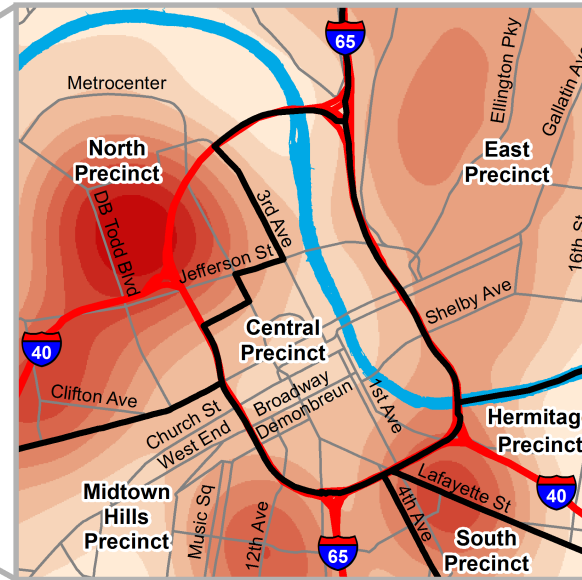 65
Metrocenter
Ellington Pky
Gallatin Av
North
Precinct
East
Precinct
DB Todd Blvd
3rd Ave
16th St
Jefferson St
Shelby Ave
Central
Precinct
40
Clifton Ave
Church St
West End
Broadway
Demonbreun
1st Ave
Hermitag
Precinct
Midtown
Hills
Precinct
Music Sq
12th Ave
4th Ave
Lafayette St
40
South
Precinct
65